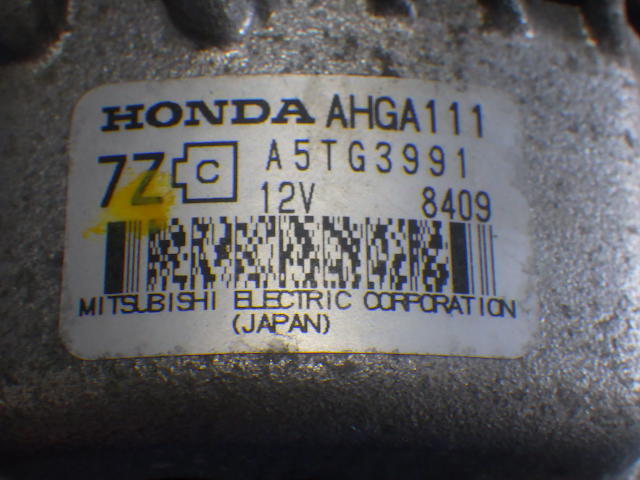 HONDA AHGA111
7Z C A5TG3991
12V 8409
MITSUBISHI ELECTRIC CORPORATION
(JAPAN)